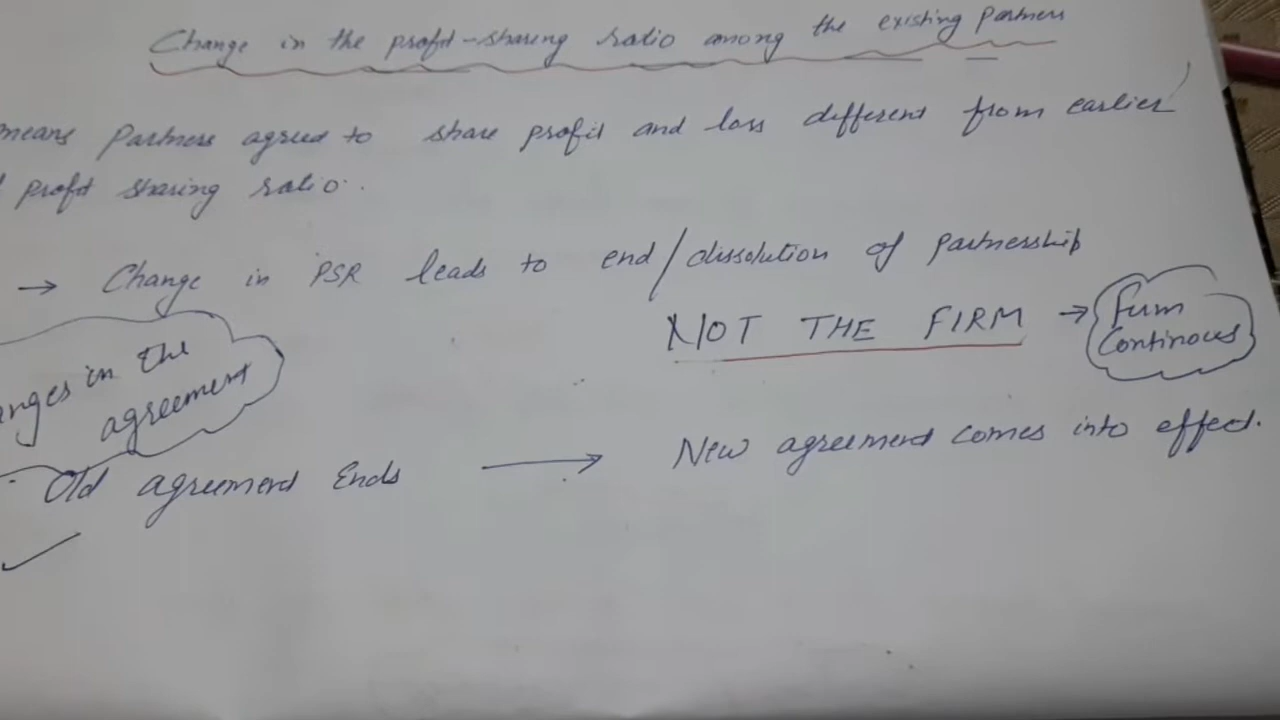 Change in the profit-sharing ratio among the existing Partners
means Partners agreed to share profit and loss different from earlier
profit sharing ratio.
→ Change in PSR leads to end/dissolution of partnership
NOT THE FIRM → Firm
Continous
anges in the
agreement
Old agreement Ends → New agreement comes into effect.